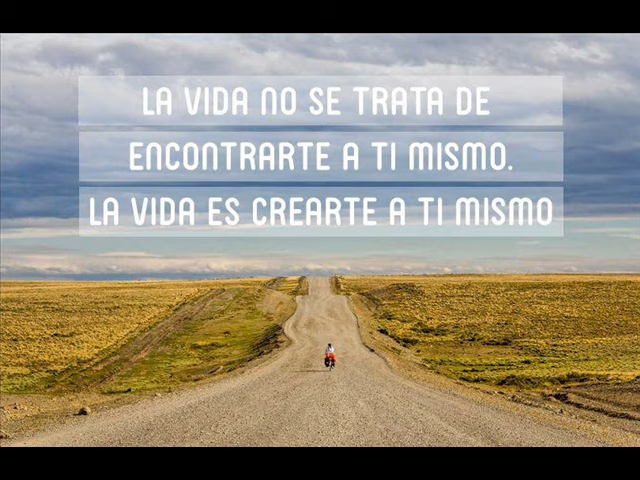 LA VIDA NO SE TRATA DE
ENCONTRARTE A TI MISMO.
LA VIDA ES CREARTE A TI MISMO